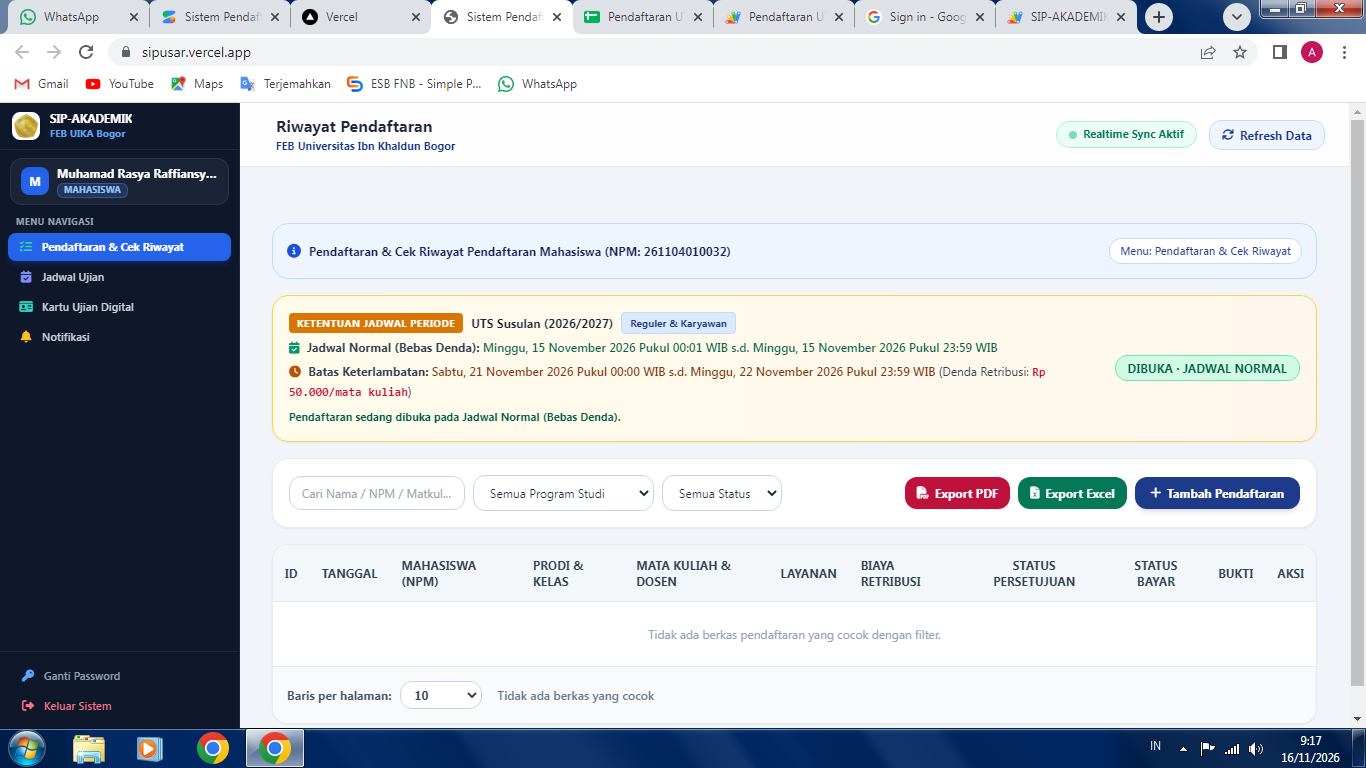 WhatsApp
Sistem Pendaft
Vercel
Sistem Pendaf
Pendaftaran U
Pendaftaran U
Sign in - Goog
SIP-AKADEMIK
sipusar.vercel.app
A
Gmail
YouTube
Maps
Terjemahkan
ESB FNB - Simple P...
WhatsApp
SIP-AKADEMIK
FEB UIKA Bogor
M
Muhamad Rasya Raffiansy...
MAHASISWA
MENU NAVIGASI
Pendaftaran & Cek Riwayat
Jadwal Ujian
Kartu Ujian Digital
Notifikasi
Ganti Password
Keluar Sistem
Riwayat Pendaftaran
FEB Universitas Ibn Khaldun Bogor
Realtime Sync Aktif
Refresh Data
Pendaftaran & Cek Riwayat Pendaftaran Mahasiswa (NPM: 261104010032)
Menu: Pendaftaran & Cek Riwayat
KETENTUAN JADWAL PERIODE UTS Susulan (2026/2027) Reguler & Karyawan
Jadwal Normal (Bebas Denda): Minggu, 15 November 2026 Pukul 00:01 WIB s.d. Minggu, 15 November 2026 Pukul 23:59 WIB
Batas Keterlambatan: Sabtu, 21 November 2026 Pukul 00:00 WIB s.d. Minggu, 22 November 2026 Pukul 23:59 WIB (Denda Retribusi: Rp
50.000/mata kuliah)
Pendaftaran sedang dibuka pada Jadwal Normal (Bebas Denda).
DIBUKA · JADWAL NORMAL
Cari Nama / NPM / Matkul...
Semua Program Studi
Semua Status
Export PDF
Export Excel
+ Tambah Pendaftaran
ID
TANGGAL
MAHASISWA
(NPM)
PRODI &
KELAS
MATA KULIAH &
DOSEN
LAYANAN
BIAYA
RETRIBUSI
STATUS
PERSETUJUAN
STATUS
BAYAR
BUKTI
AKSI
Tidak ada berkas pendaftaran yang cocok dengan filter.
Baris per halaman: 10 Tidak ada berkas yang cocok
IN
9:17
16/11/2026